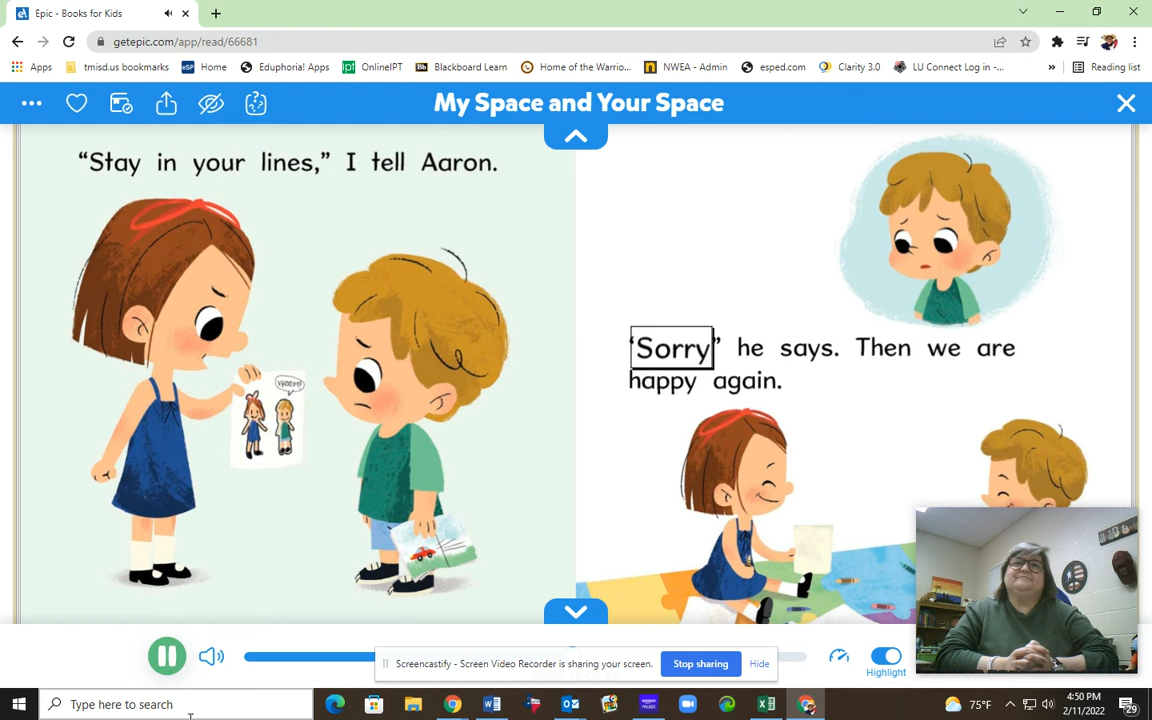 Epic - Books for Kids
getepic.com/app/read/66681
Apps tmisd.us bookmarks eSP Home Eduphoria! Apps OnlineIPT Bb Blackboard Learn Home of the Warrio... NWEA - Admin esped.com Clarity 3.0 LU Connect Log in -... » Reading list
My Space and Your Space
“Stay in your lines,” I tell Aaron.
VROOM!
‘Sorry” he says. Then we are
happy again.
Screencastify - Screen Video Recorder is sharing your screen. Stop sharing Hide
Highlight
Type here to search
75°F
4:50 PM
2/11/2022
29